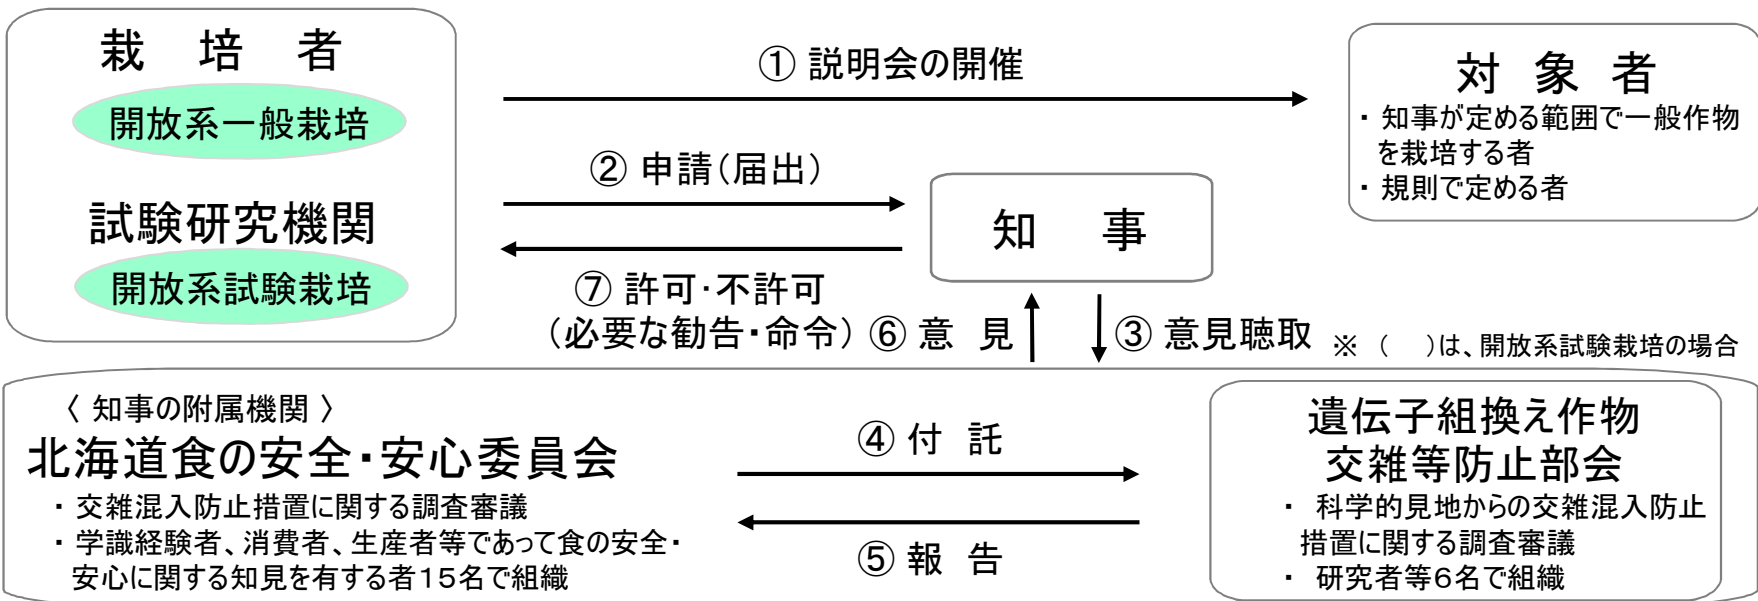 栽　培　者
開放系一般栽培
試験研究機関
開放系試験栽培
① 説明会の開催
対　象　者
・ 知事が定める範囲で一般作物
を栽培する者
・ 規則で定める者
② 申請（届出）
知　事
⑦ 許可・不許可
（必要な勧告・命令）
⑥ 意　見
③ 意見聴取
※（　）は、開放系試験栽培の場合
〈 知事の附属機関 〉
北海道食の安全・安心委員会
・ 交雑混入防止措置に関する調査審議
・ 学識経験者、消費者、生産者等であって食の安全・
安心に関する知見を有する者１５名で組織
④ 付　託
⑤ 報　告
遺伝子組換え作物
交雑等防止部会
・ 科学的見地からの交雑混入防止
措置に関する調査審議
・ 研究者等６名で組織